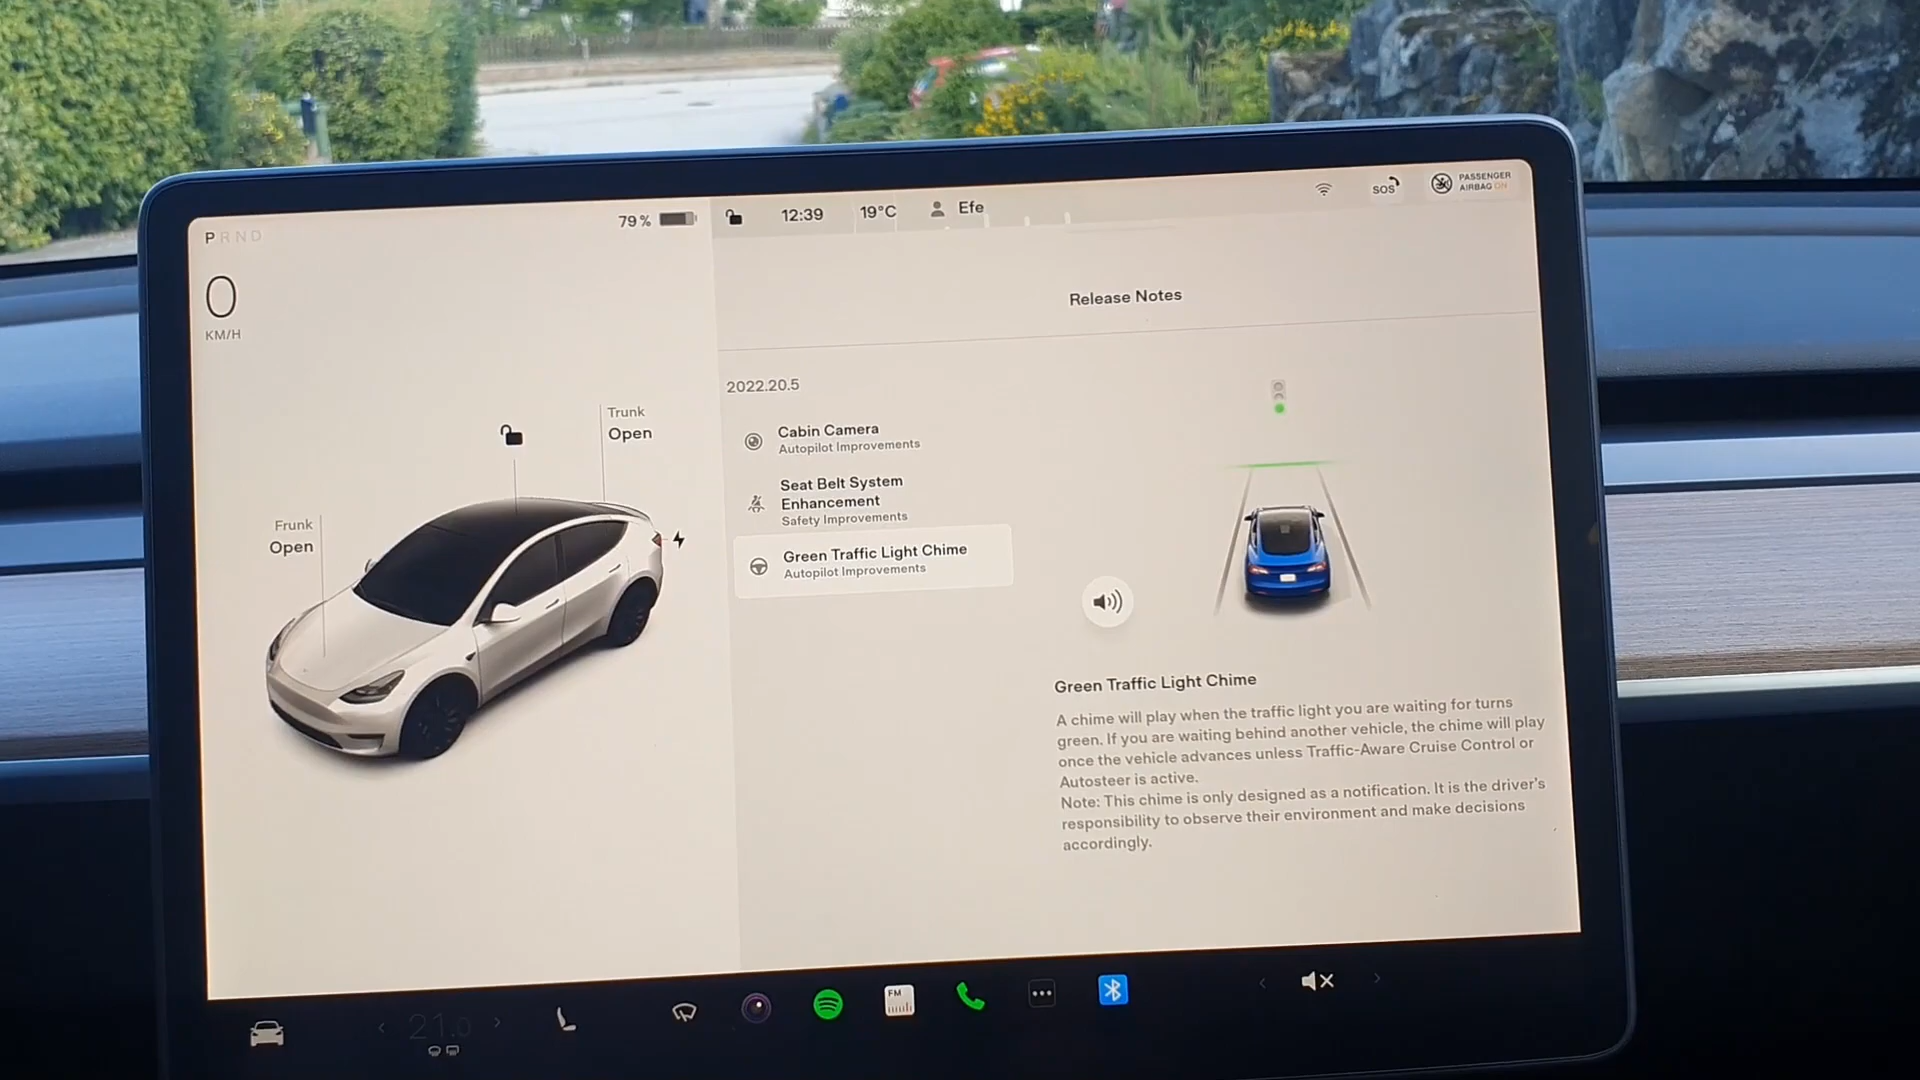 PRND
79 %
12:39
19°C
Efe
SOS
PASSENGER
AIRBAG ON
0
KM/H
Release Notes
2022.20.5
Cabin Camera
Autopilot Improvements
Seat Belt System
Enhancement
Safety Improvements
Green Traffic Light Chime
Autopilot Improvements
Trunk
Open
Frunk
Open
Green Traffic Light Chime
A chime will play when the traffic light you are waiting for turns
green. If you are waiting behind another vehicle, the chime will play
once the vehicle advances unless Traffic-Aware Cruise Control or
Autosteer is active.
Note: This chime is only designed as a notification. It is the driver's
responsibility to observe their environment and make decisions
accordingly.
21.0
FM